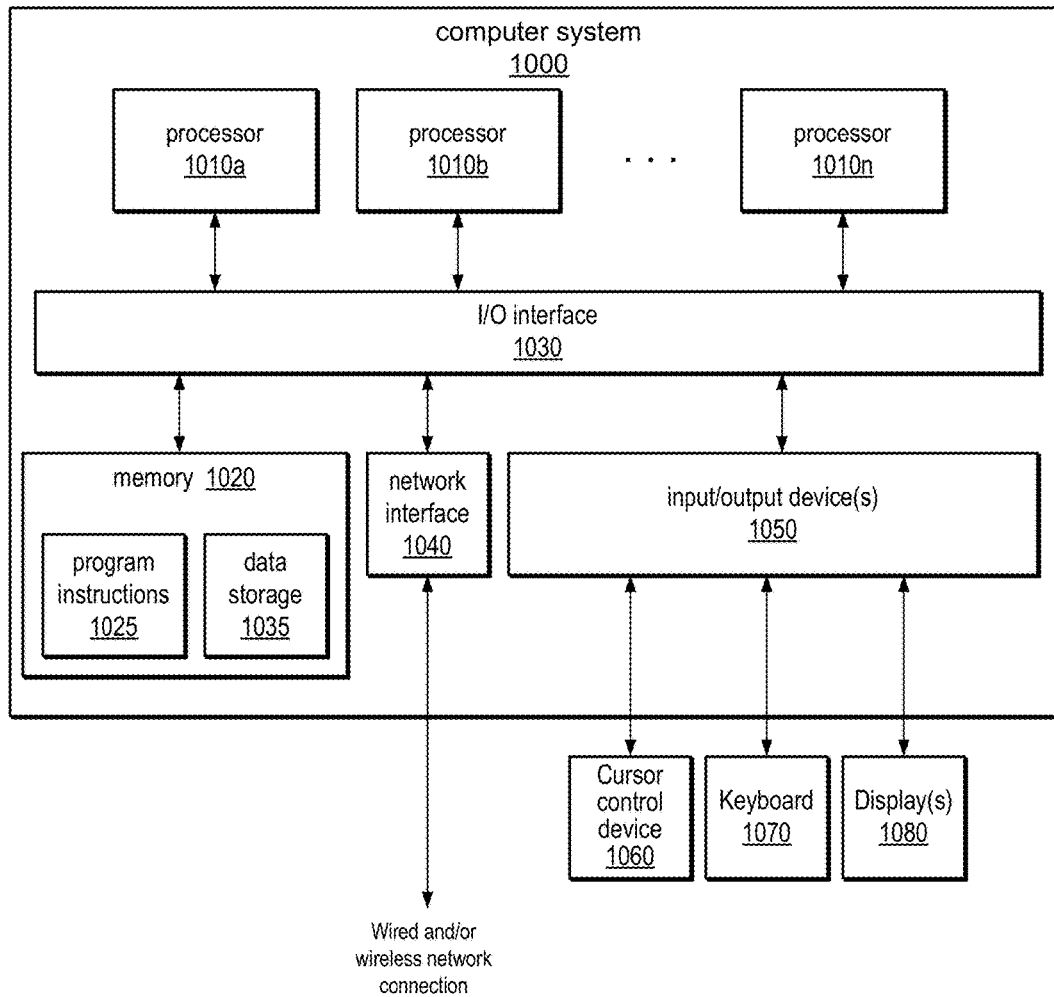 computer system
1000
processor
1010a
processor
1010b
. . .
processor
1010n
I/O interface
1030
memory 1020
program
instructions
1025
data
storage
1035
network
interface
1040
input/output device(s)
1050
Cursor
control
device
1060
Keyboard
1070
Display(s)
1080
Wired and/or
wireless network
connection